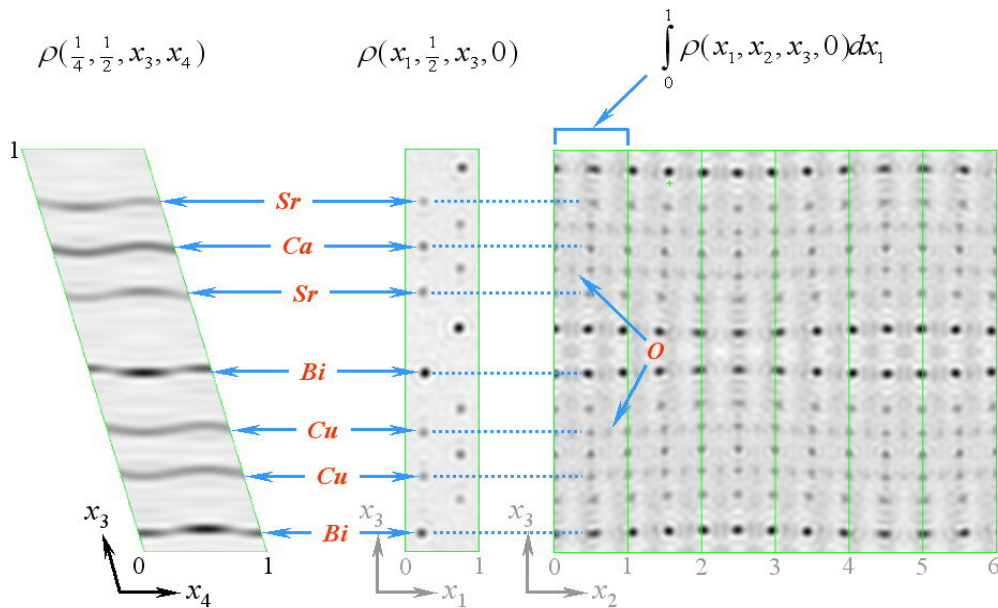 ρ(1/4, 1/2, x₃, x₄)
ρ(x₁, 1/2, x₃, 0)
∫₀¹ ρ(x₁, x₂, x₃, 0)dx₁
1
Sr
Ca
Sr
Bi
O
Cu
Cu
Bi
x₃
x₃
x₃
0 1
0 1
0 1 2 3 4 5 6
x₄
x₁
x₂